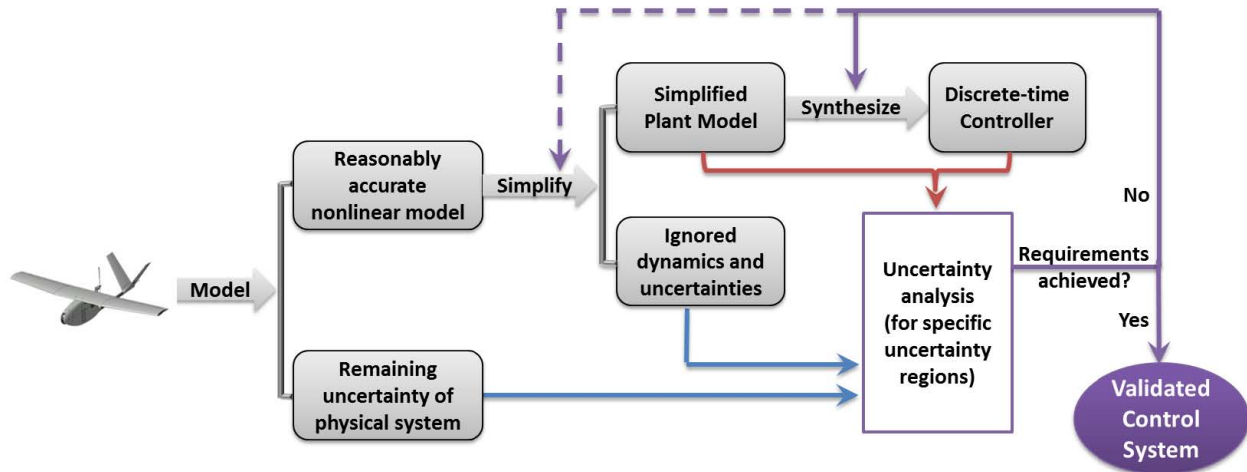 Model
Reasonably
accurate
nonlinear model
Remaining
uncertainty of
physical system
Simplify
Simplified
Plant Model
Ignored
dynamics and
uncertainties
Synthesize
Discrete-time
Controller
Uncertainty
analysis
(for specific
uncertainty
regions)
Requirements
achieved?
No
Yes
Validated
Control
System